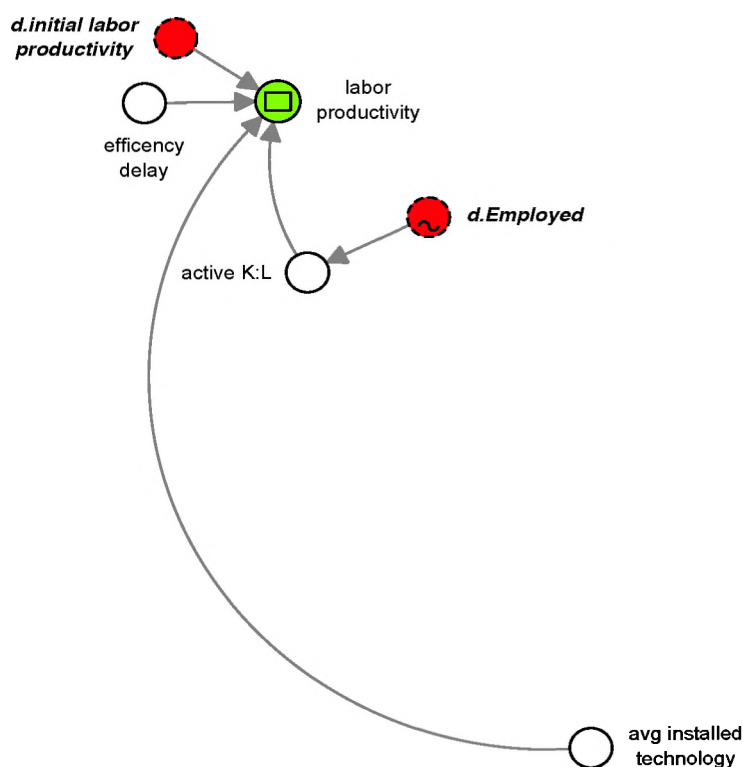 d.initial labor
productivity
labor
productivity
efficency
delay
d.Employed
active K:L
avg installed
technology